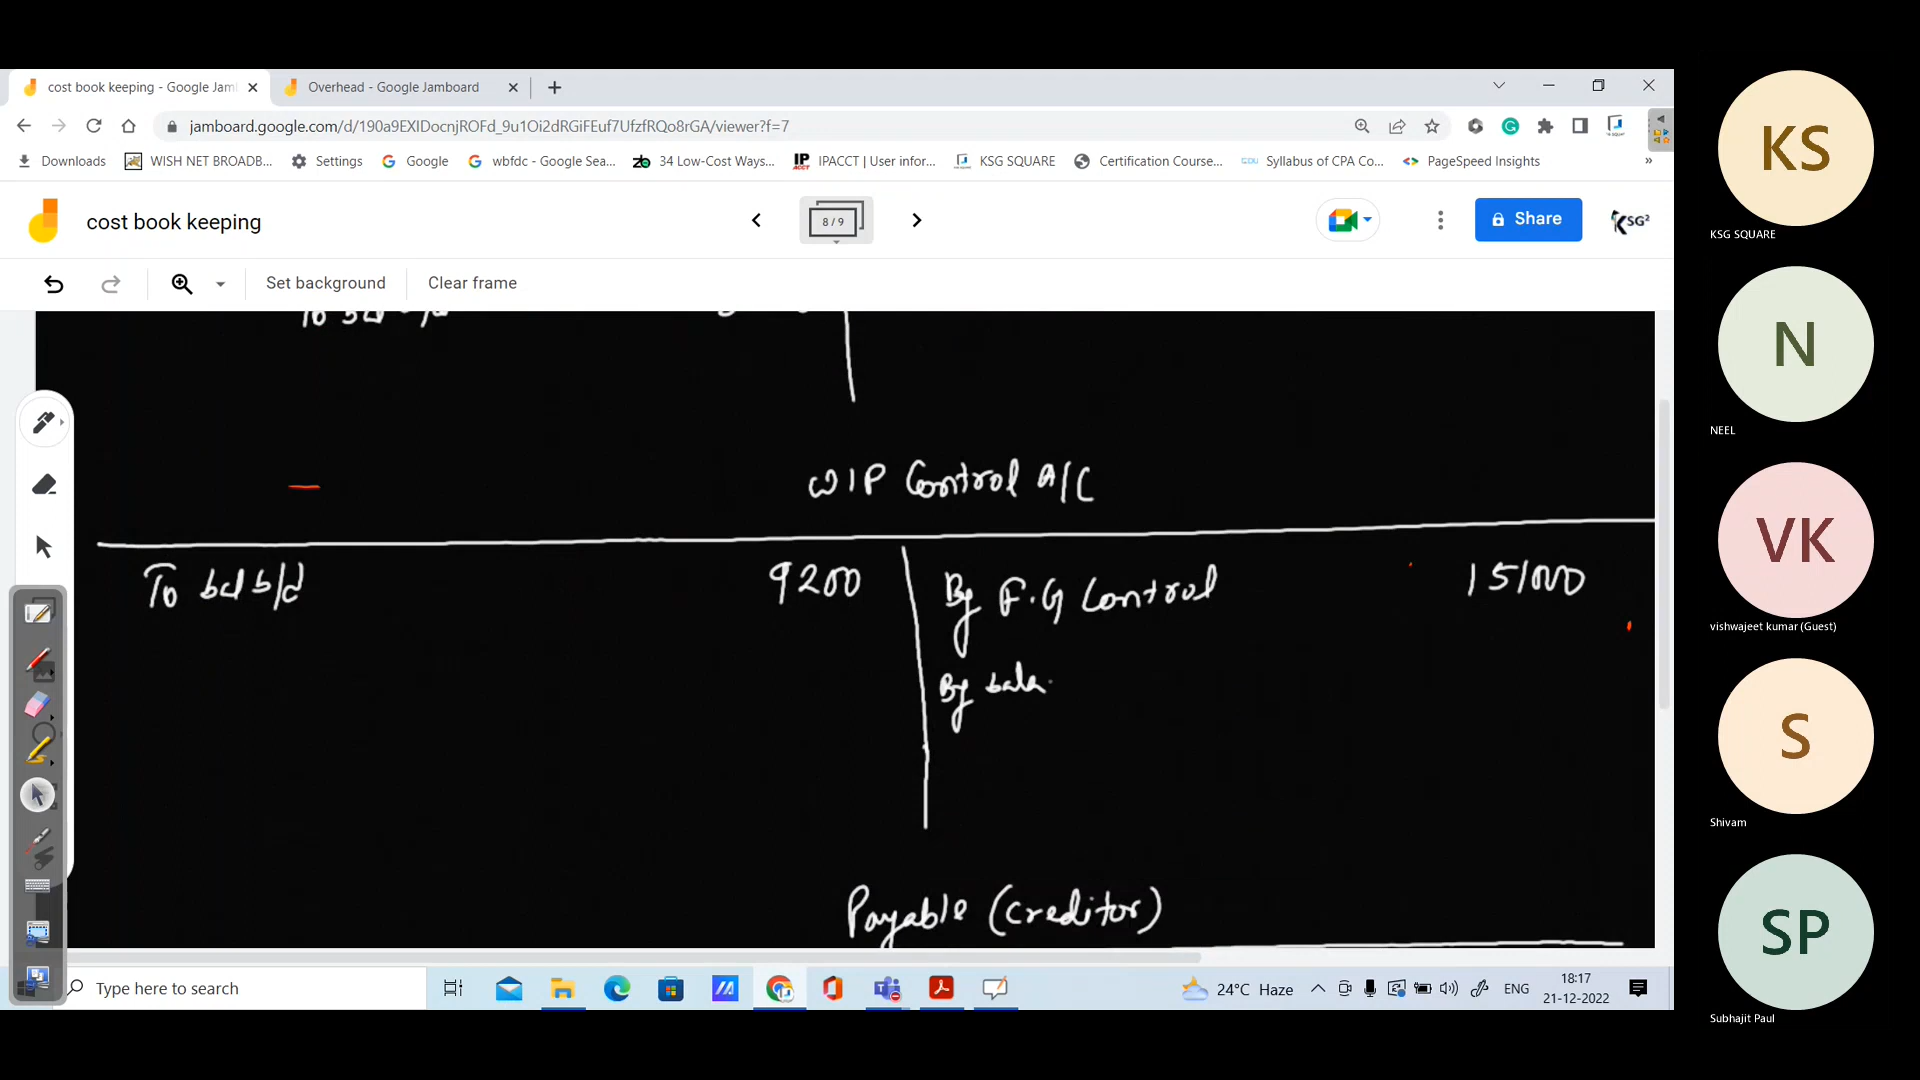 cost book keeping - Google Jam
Overhead - Google Jamboard
jamboard.google.com/d/190a9EXIDocnjROFd_9u1Oi2dRGiFEuf7UfzfRQo8rGA/viewer?f=7
Downloads WISH NET BROADB... Settings Google wbfdc - Google Sea... 34 Low-Cost Ways... IPACCT | User infor... KSG SQUARE Certification Course... Syllabus of CPA Co... PageSpeed Insights »
cost book keeping
8 / 9
Share
KSG²
Set background
Clear frame
WIP Control A/C
To bal b/d 9200 By F.G Control 151000
By bala
Payable (Creditor)
Type here to search
24°C Haze
ENG
18:17
21-12-2022
KS
KSG SQUARE
N
NEEL
VK
vishwajeet kumar (Guest)
S
Shivam
SP
Subhajit Paul